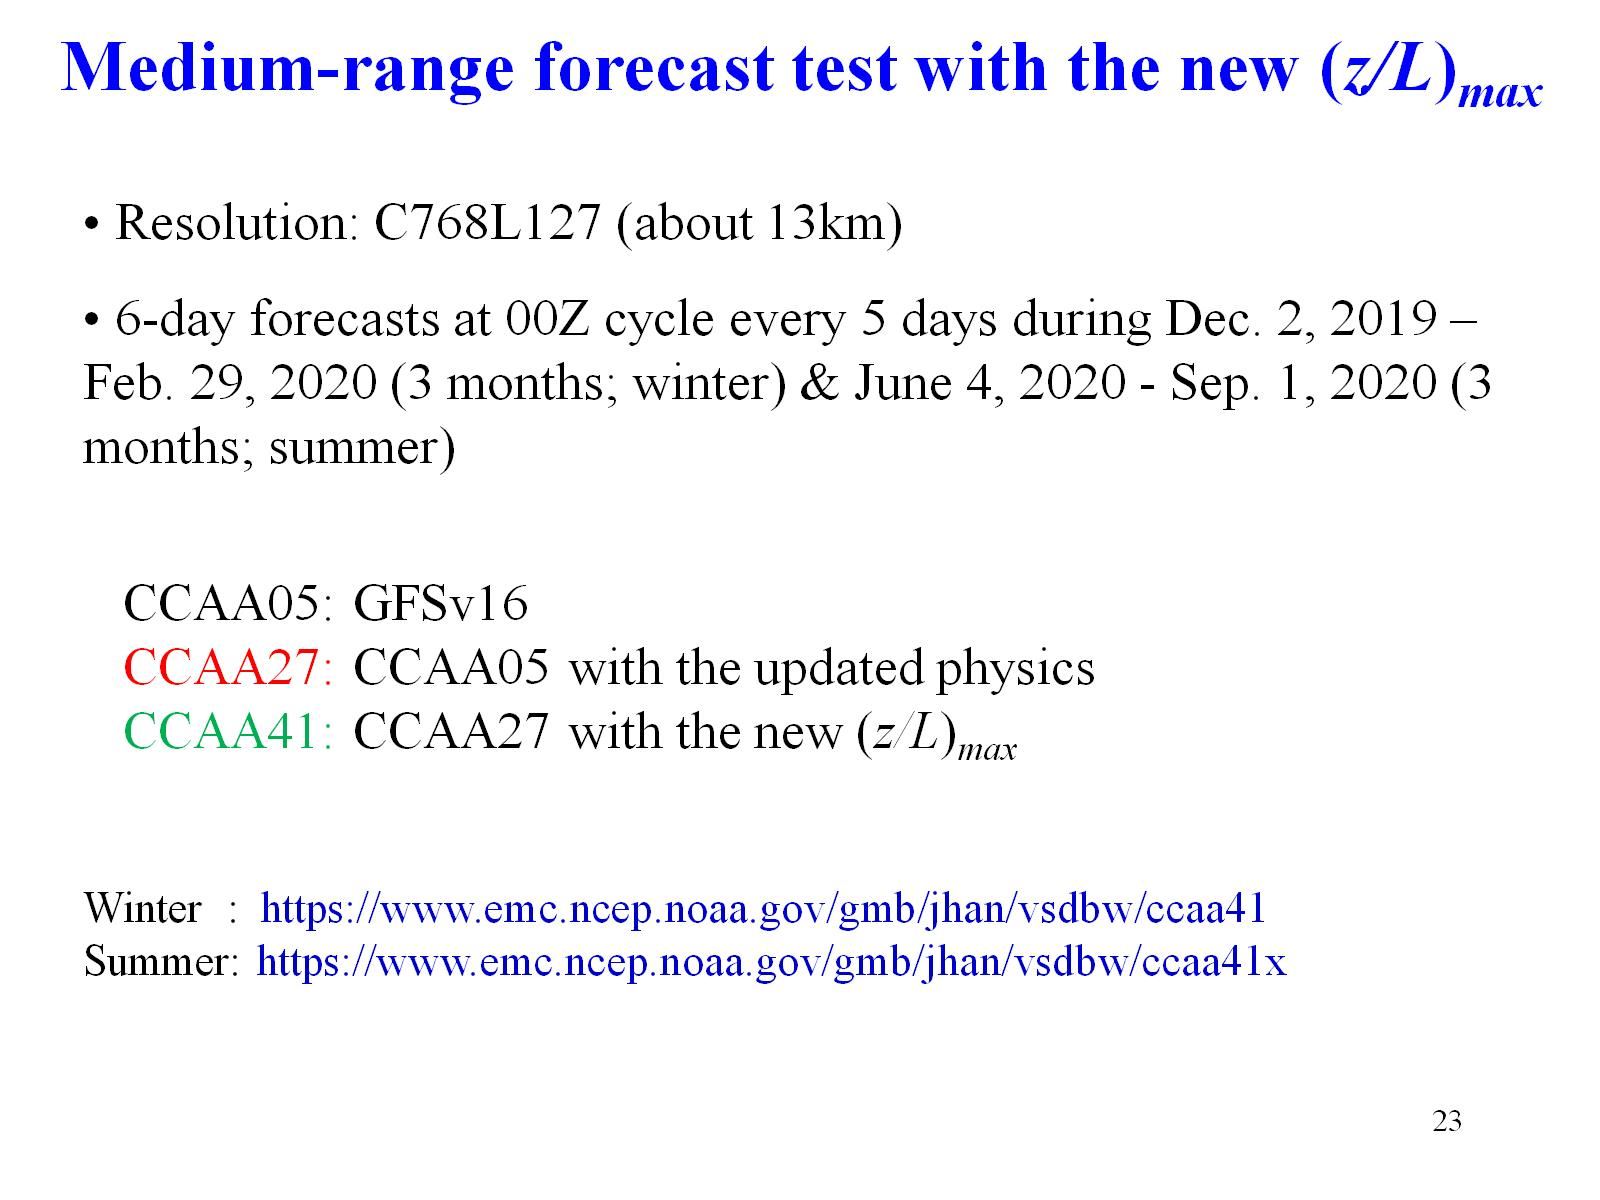 Medium-range forecast test with the new (z/L)max
• Resolution: C768L127 (about 13km)
• 6-day forecasts at 00Z cycle every 5 days during Dec. 2, 2019 –
Feb. 29, 2020 (3 months; winter) & June 4, 2020 - Sep. 1, 2020 (3
months; summer)
CCAA05: GFSv16
CCAA27: CCAA05 with the updated physics
CCAA41: CCAA27 with the new (z/L)max
Winter : https://www.emc.ncep.noaa.gov/gmb/jhan/vsdbw/ccaa41
Summer: https://www.emc.ncep.noaa.gov/gmb/jhan/vsdbw/ccaa41x
23